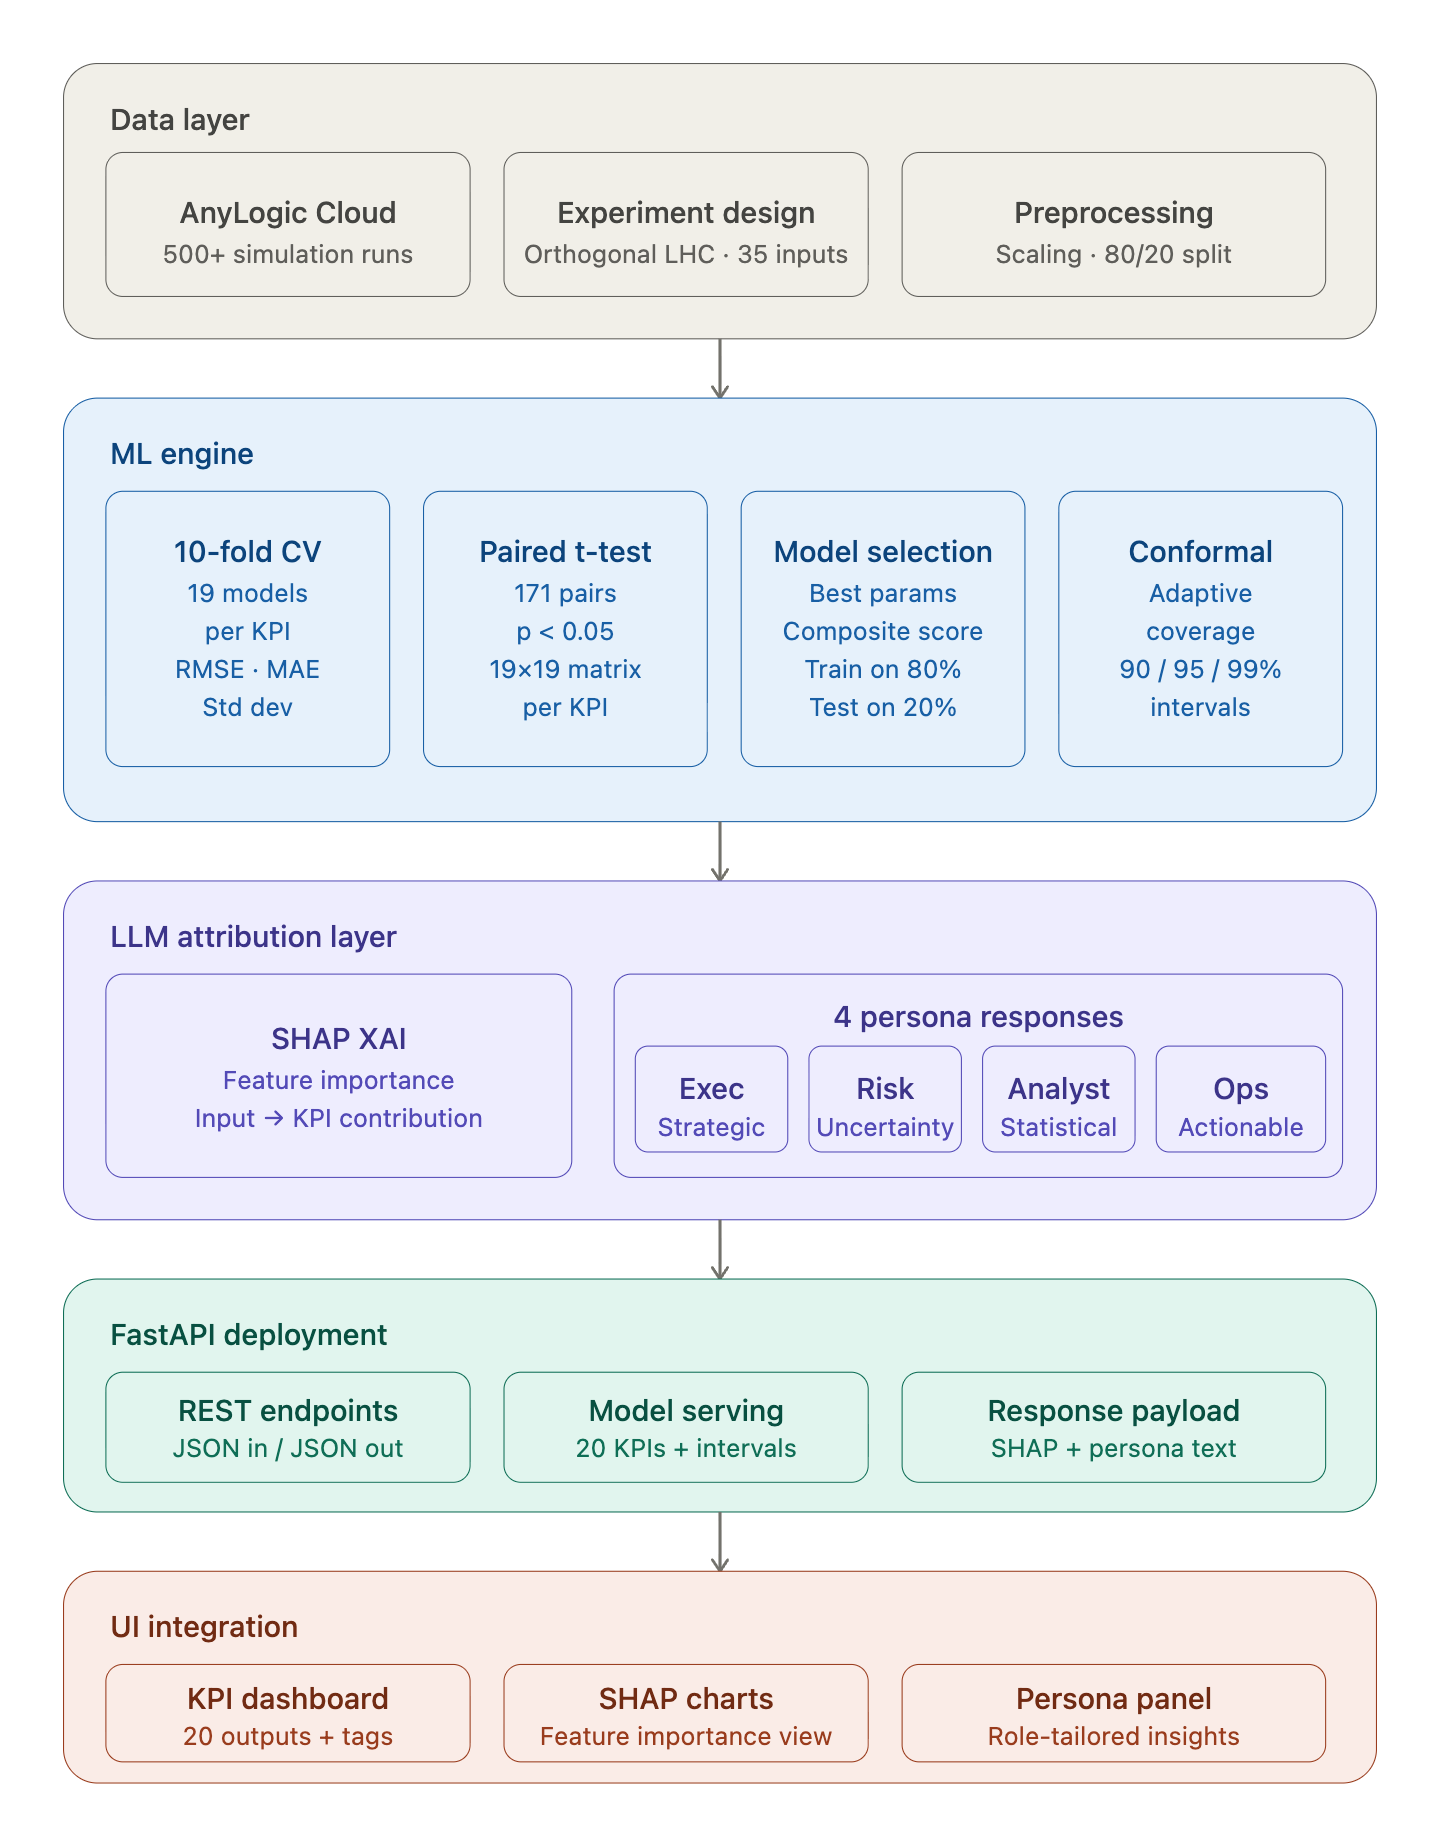 Data layer
AnyLogic Cloud
500+ simulation runs
Experiment design
Orthogonal LHC · 35 inputs
Preprocessing
Scaling · 80/20 split
ML engine
10-fold CV
19 models
per KPI
RMSE · MAE
Std dev
Paired t-test
171 pairs
p < 0.05
19×19 matrix
per KPI
Model selection
Best params
Composite score
Train on 80%
Test on 20%
Conformal
Adaptive
coverage
90 / 95 / 99%
intervals
LLM attribution layer
SHAP XAI
Feature importance
Input → KPI contribution
4 persona responses
Exec
Strategic
Risk
Uncertainty
Analyst
Statistical
Ops
Actionable
FastAPI deployment
REST endpoints
JSON in / JSON out
Model serving
20 KPIs + intervals
Response payload
SHAP + persona text
UI integration
KPI dashboard
20 outputs + tags
SHAP charts
Feature importance view
Persona panel
Role-tailored insights